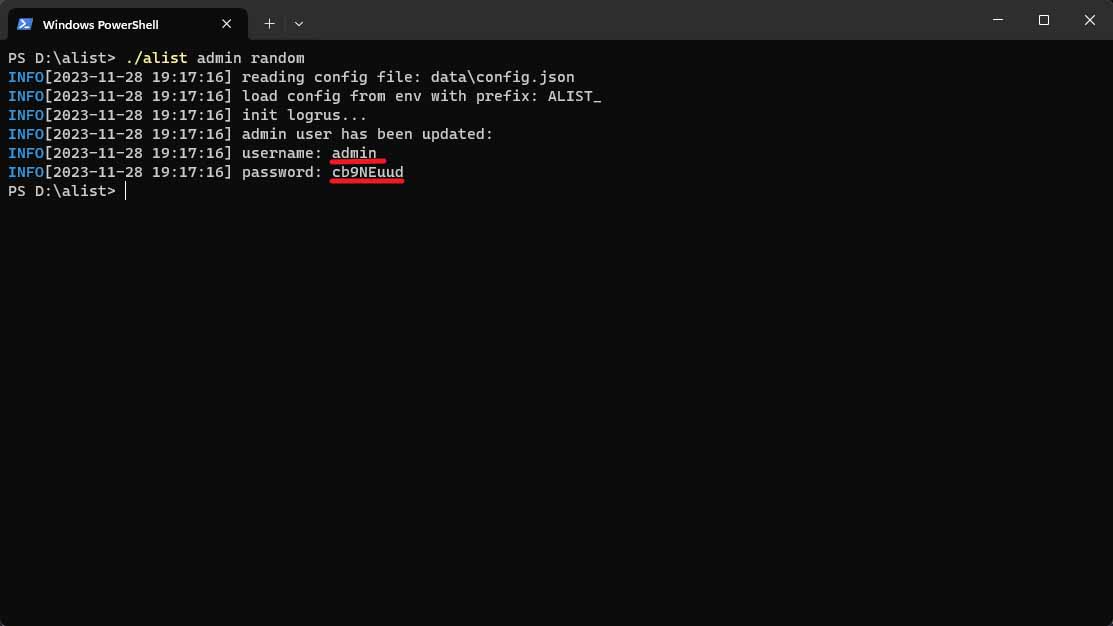 Windows PowerShell
PS D:\alist> ./alist admin random
INFO[2023-11-28 19:17:16] reading config file: data\config.json
INFO[2023-11-28 19:17:16] load config from env with prefix: ALIST_
INFO[2023-11-28 19:17:16] init logrus...
INFO[2023-11-28 19:17:16] admin user has been updated:
INFO[2023-11-28 19:17:16] username: admin
INFO[2023-11-28 19:17:16] password: cb9NEuud
PS D:\alist>